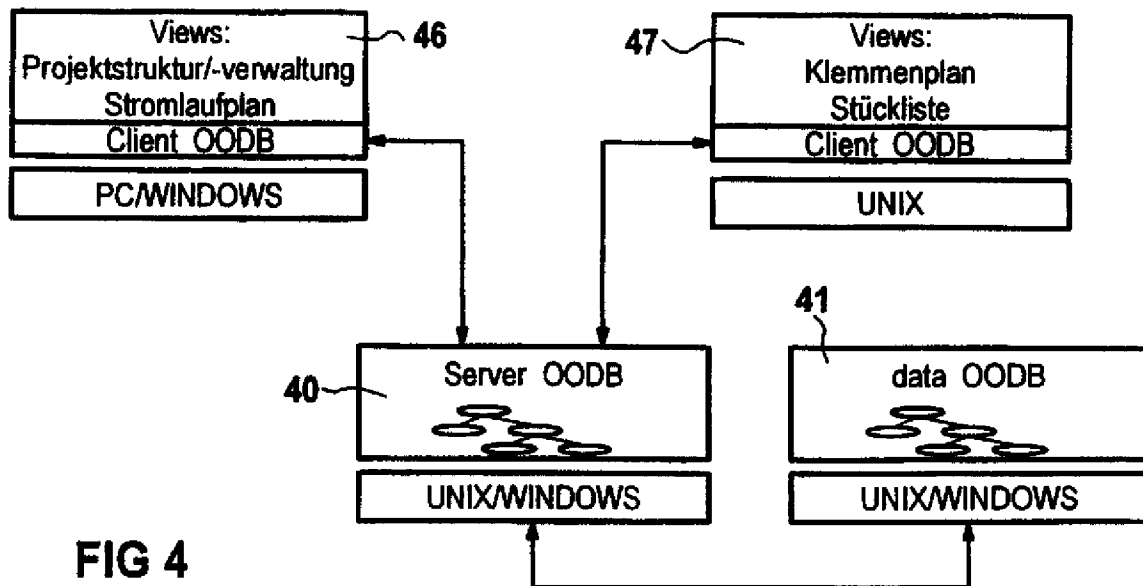 Views:
Projektstruktur/-verwaltung
Stromlaufplan
Client OODB
PC/WINDOWS
46
47
Views:
Klemmenplan
Stückliste
Client OODB
UNIX
40
Server OODB
UNIX/WINDOWS
41
data OODB
UNIX/WINDOWS
FIG 4